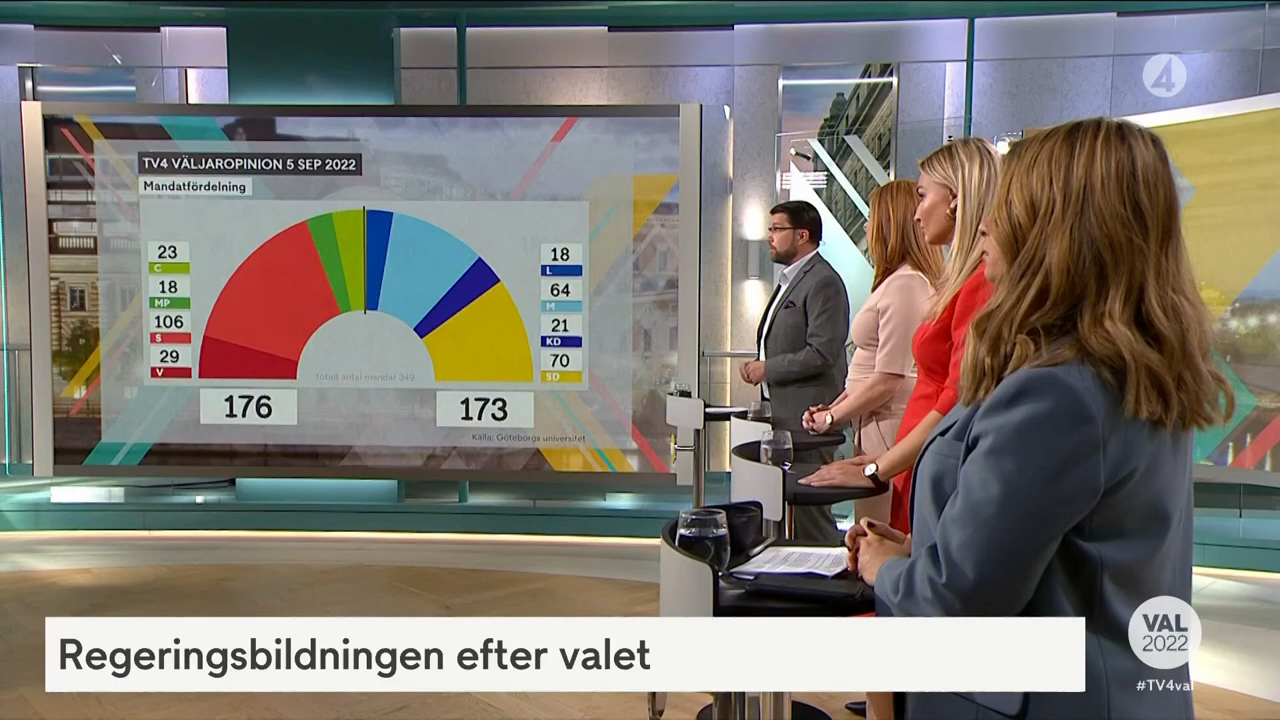 4
TV4 VÄLJAROPINION 5 SEP 2022
Mandatfördelning
23
C
18
MP
106
S
29
V
18
L
64
M
21
KD
70
SD
Totalt antal mandat 349
176
173
Källa: Göteborgs universitet
Regeringsbildningen efter valet
VAL
2022
#TV4val